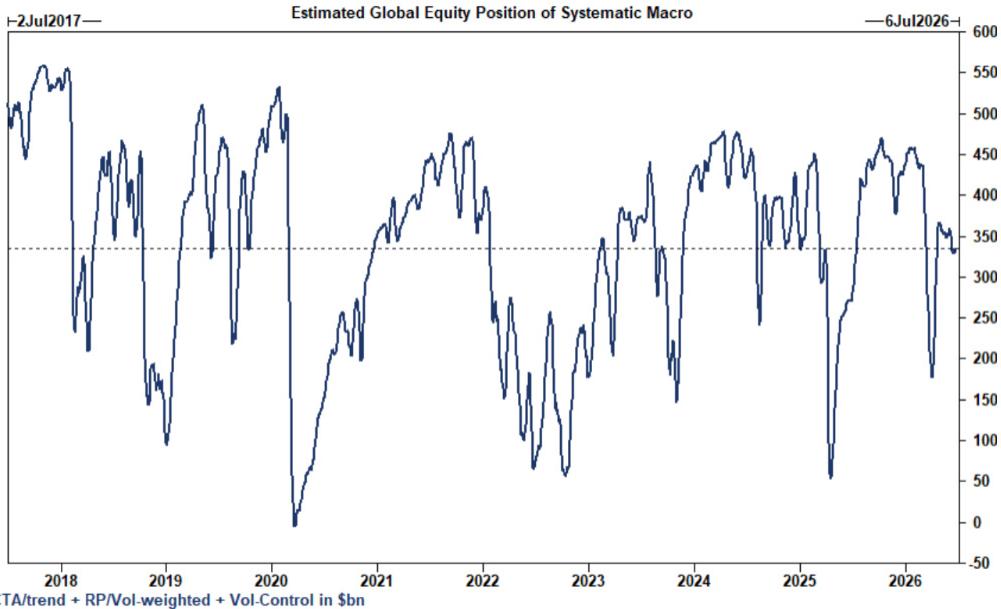 Estimated Global Equity Position of Systematic Macro
2Jul2017
6Jul2026
600
550
500
450
400
350
300
250
200
150
100
50
0
-50
2018 2019 2020 2021 2022 2023 2024 2025 2026
CTA/trend + RP/Vol-weighted + Vol-Control in $bn